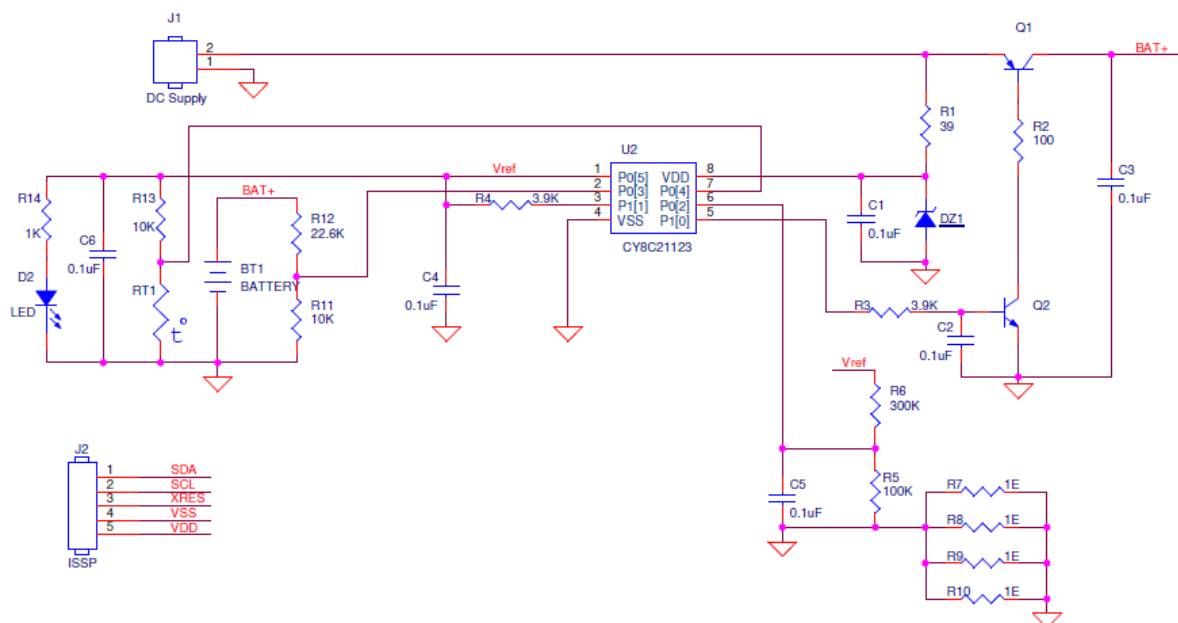 J1
2
1
DC Supply
Q1
BAT+
R1
39
R2
100
C3
0.1uF
U2
Vref
1 P0[5] VDD 8
2 P0[3] P0[4] 7
3 P1[1] P0[2] 6
4 VSS P1[0] 5
CY8C21123
R4 3.9K
R14
1K
C6
0.1uF
R13
10K
BAT+
R12
22.6K
D2
LED
RT1
t°
BT1
BATTERY
R11
10K
C4
0.1uF
C1
0.1uF
DZ1
R3 3.9K
Q2
C2
0.1uF
Vref
R6
300K
R5
100K
C5
0.1uF
R7 1E
R8 1E
R9 1E
R10 1E
J2
1 SDA
2 SCL
3 XRES
4 VSS
5 VDD
ISSP